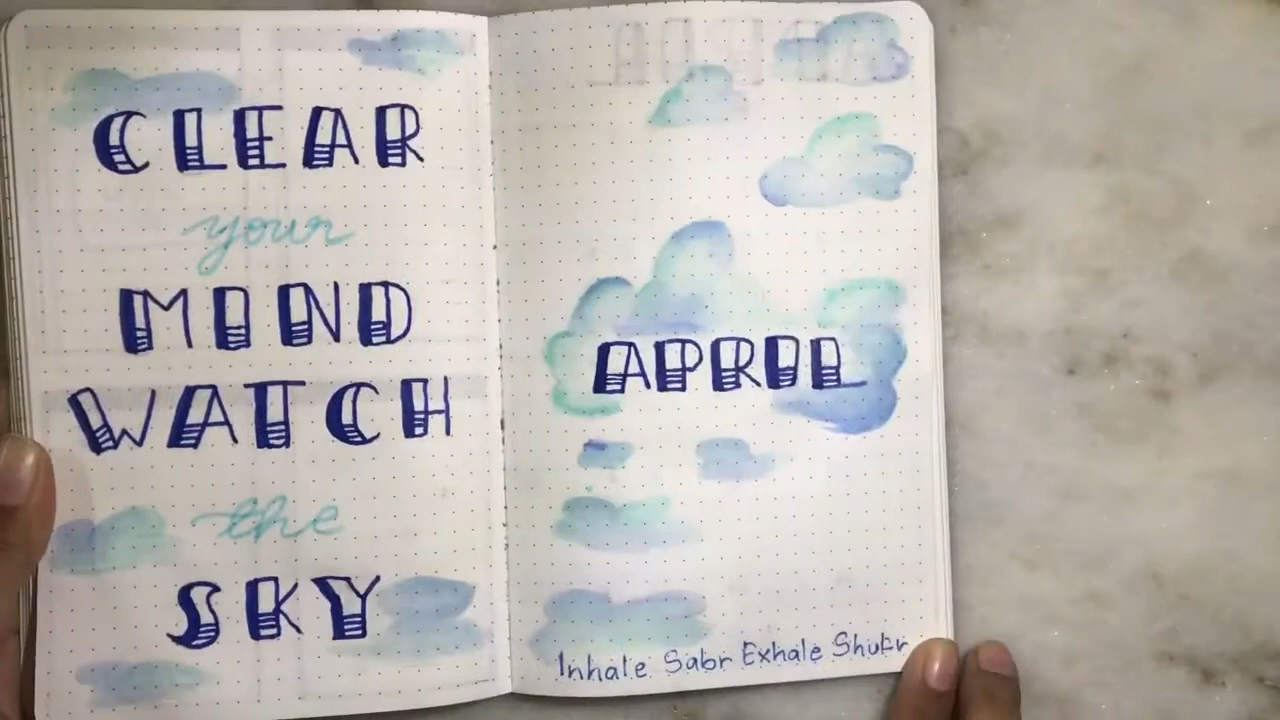 CLEAR
your
MIND
WATCH
the
SKY
APRIL
Inhale Sabr Exhale Shukr